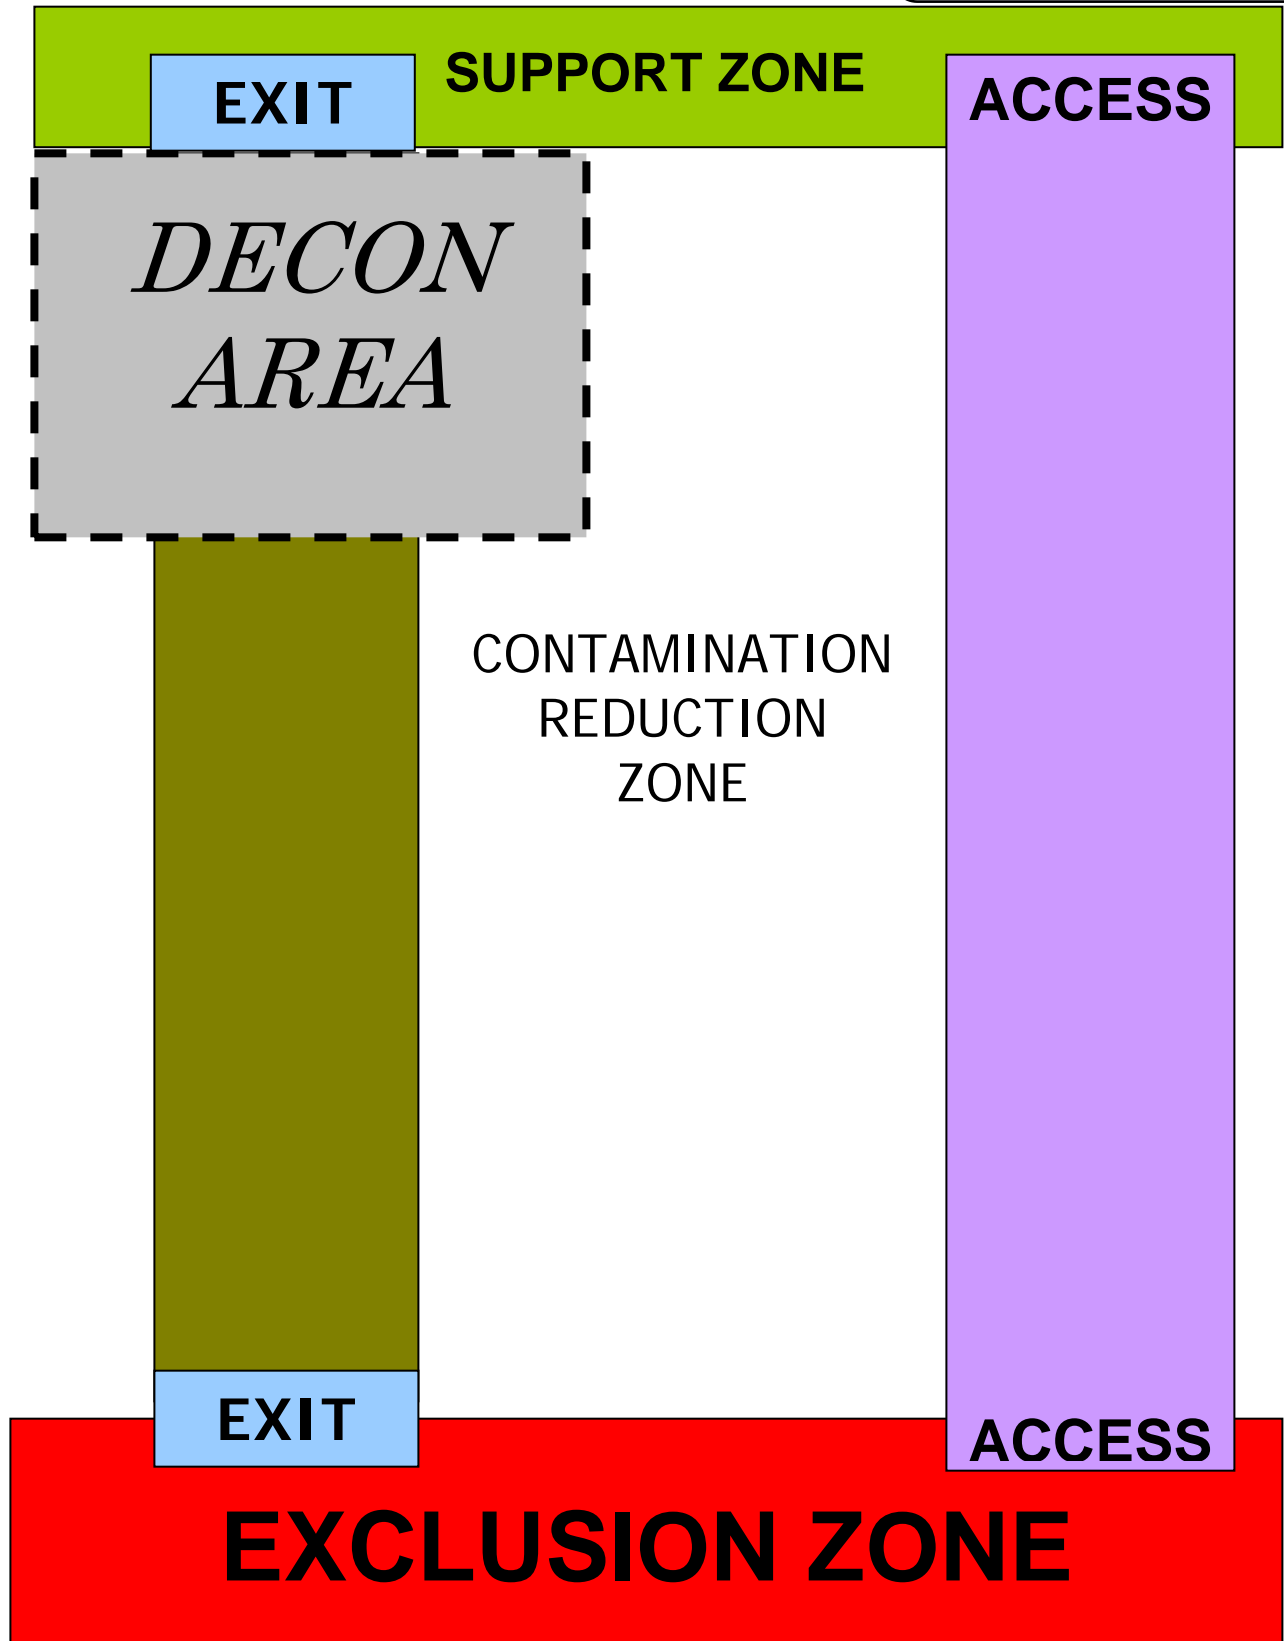 SUPPORT ZONE
EXIT
ACCESS
DECON
AREA
CONTAMINATION
REDUCTION
ZONE
EXIT
ACCESS
EXCLUSION ZONE